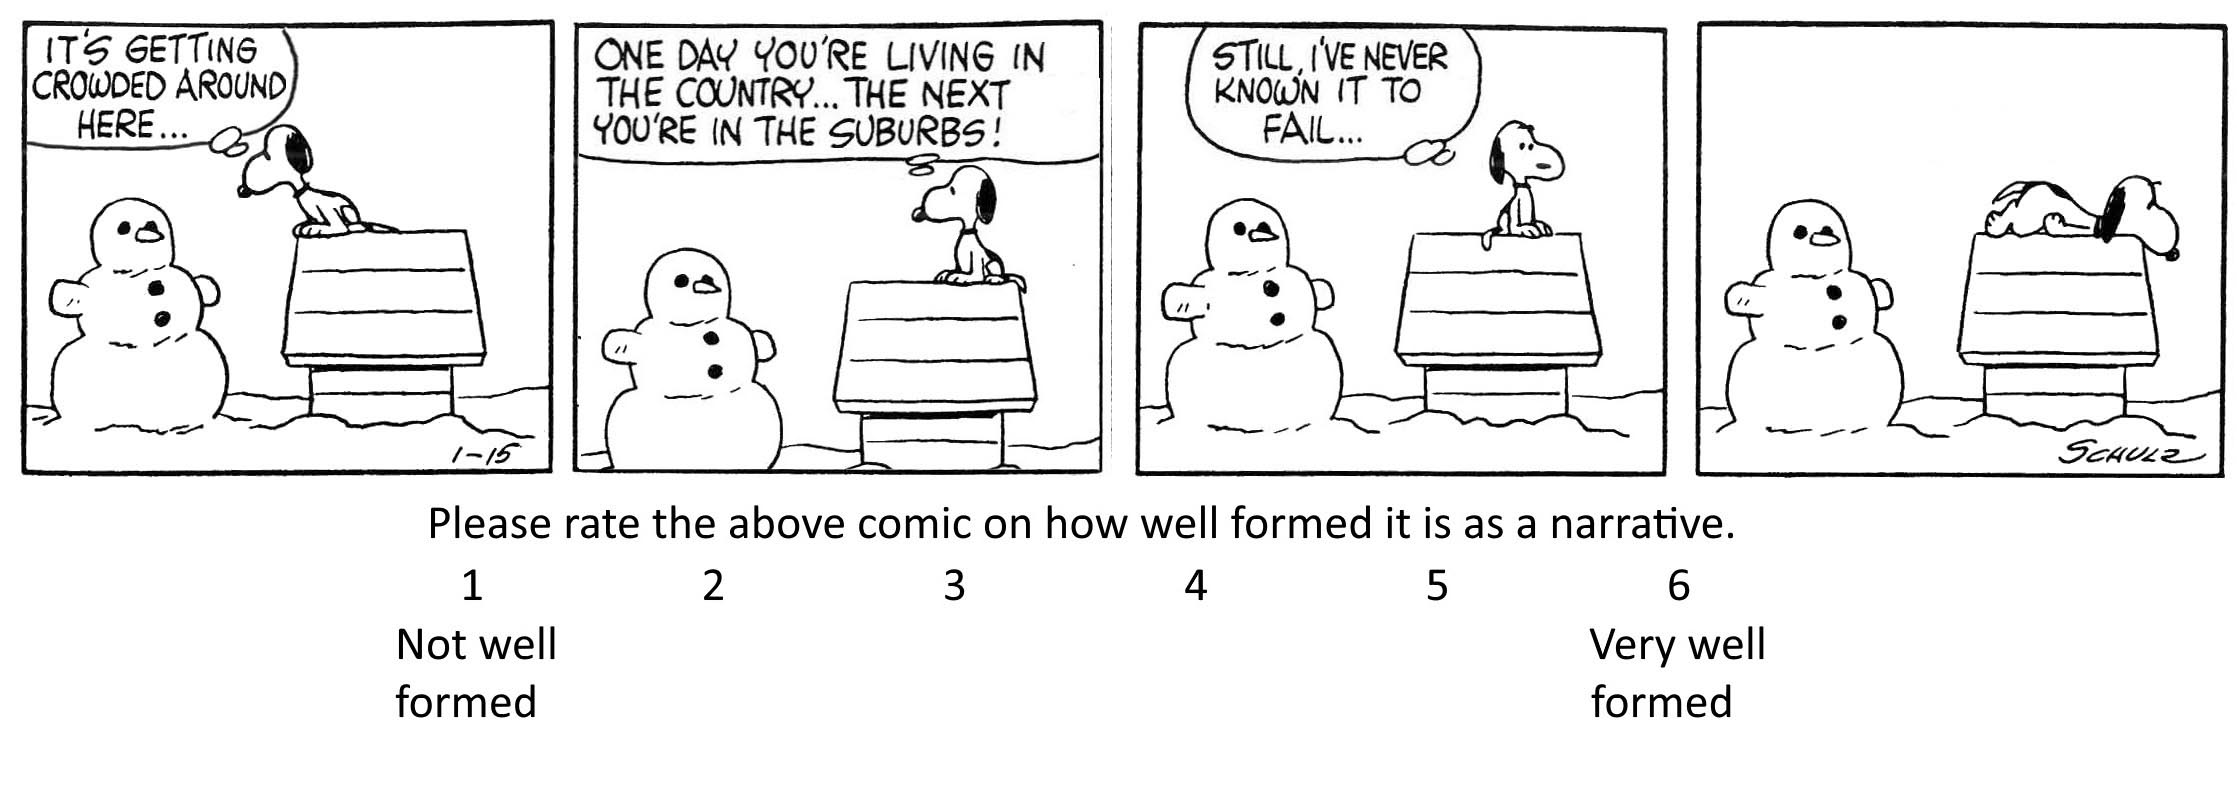 IT'S GETTING
CROWDED AROUND
HERE...
1-15
ONE DAY YOU'RE LIVING IN
THE COUNTRY... THE NEXT
YOU'RE IN THE SUBURBS!
STILL, I'VE NEVER
KNOWN IT TO
FAIL...
SCHULZ
Please rate the above comic on how well formed it is as a narrative.
1 2 3 4 5 6
Not well
formed
Very well
formed